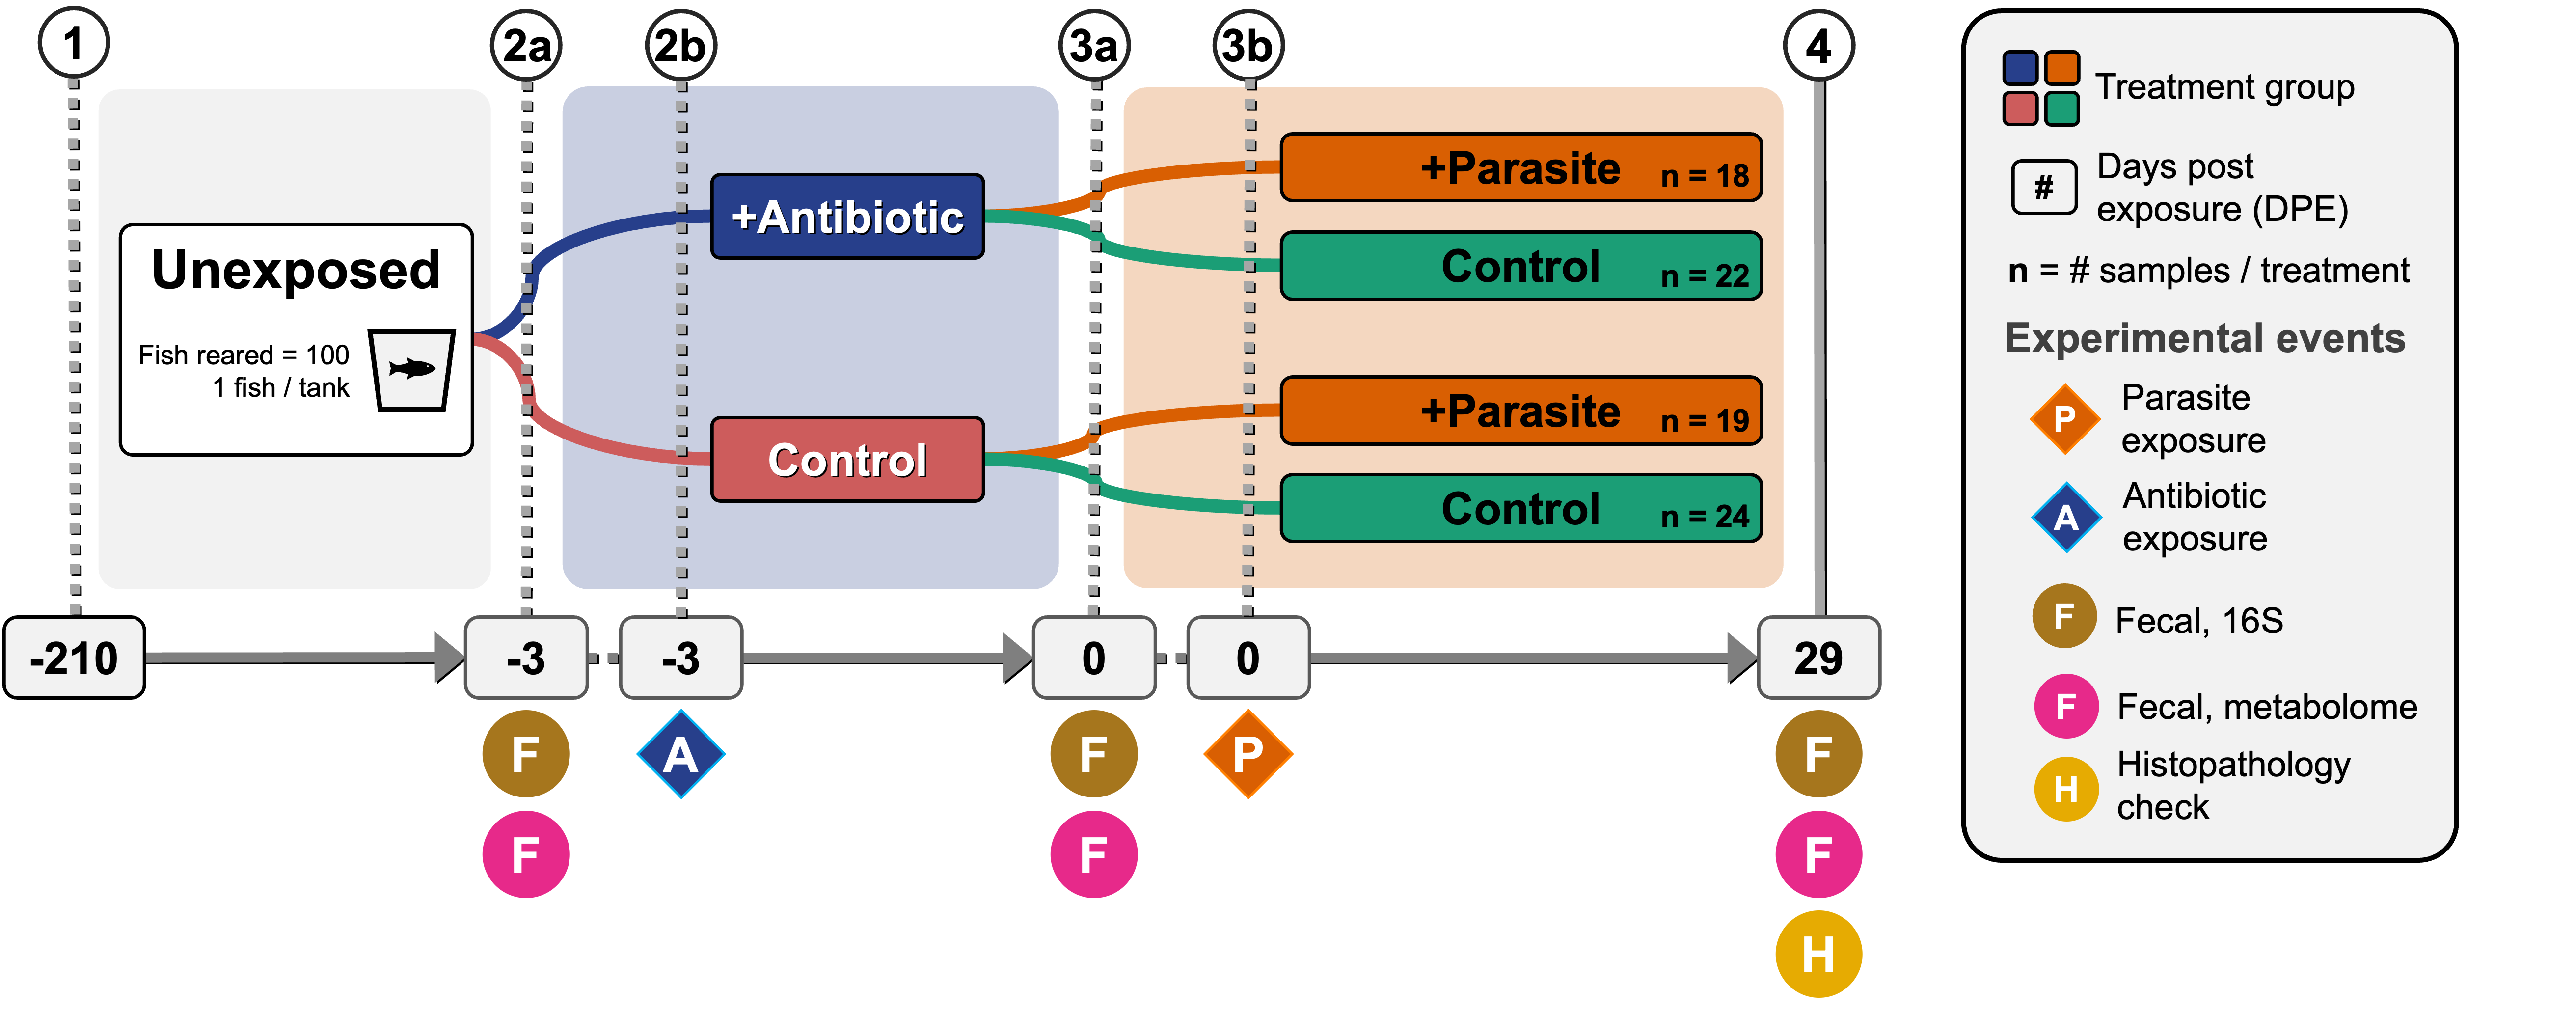 1
2a
2b
3a
3b
4
Unexposed
Fish reared = 100
1 fish / tank
+Antibiotic
Control
+Parasite n = 18
Control n = 22
+Parasite n = 19
Control n = 24
-210
-3
-3
0
0
29
F
A
F
P
F
F
F
F
H
Treatment group
#
Days post
exposure (DPE)
n = # samples / treatment
Experimental events
P
Parasite
exposure
A
Antibiotic
exposure
F
Fecal, 16S
F
Fecal, metabolome
H
Histopathology
check